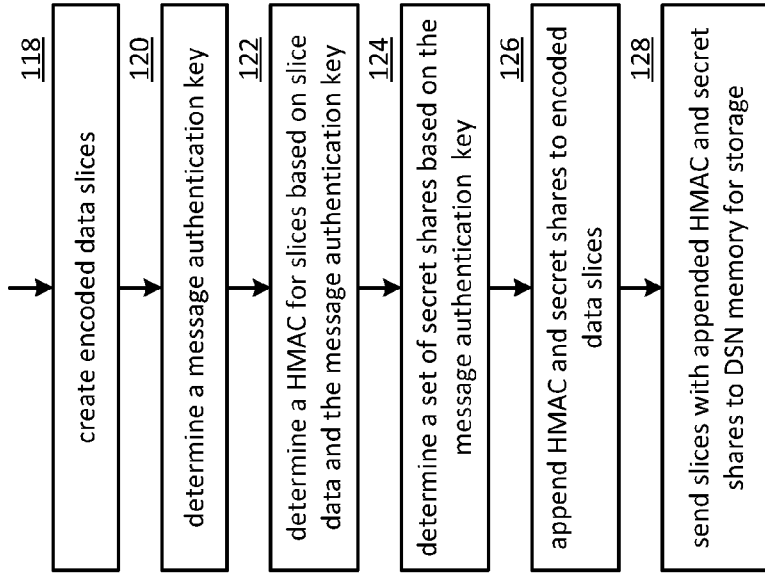 118
create encoded data slices
120
determine a message authentication key
122
determine a HMAC for slices based on slice
data and the message authentication key
124
determine a set of secret shares based on the
message authentication key
126
append HMAC and secret shares to encoded
data slices
128
send slices with appended HMAC and secret
shares to DSN memory for storage